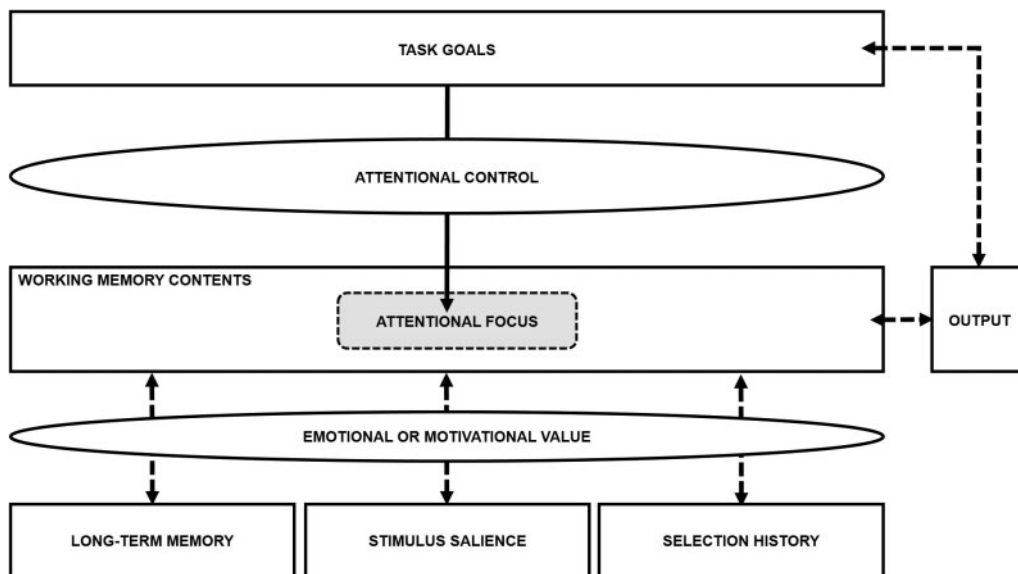 TASK GOALS
ATTENTIONAL CONTROL
WORKING MEMORY CONTENTS
ATTENTIONAL FOCUS
OUTPUT
EMOTIONAL OR MOTIVATIONAL VALUE
LONG-TERM MEMORY
STIMULUS SALIENCE
SELECTION HISTORY